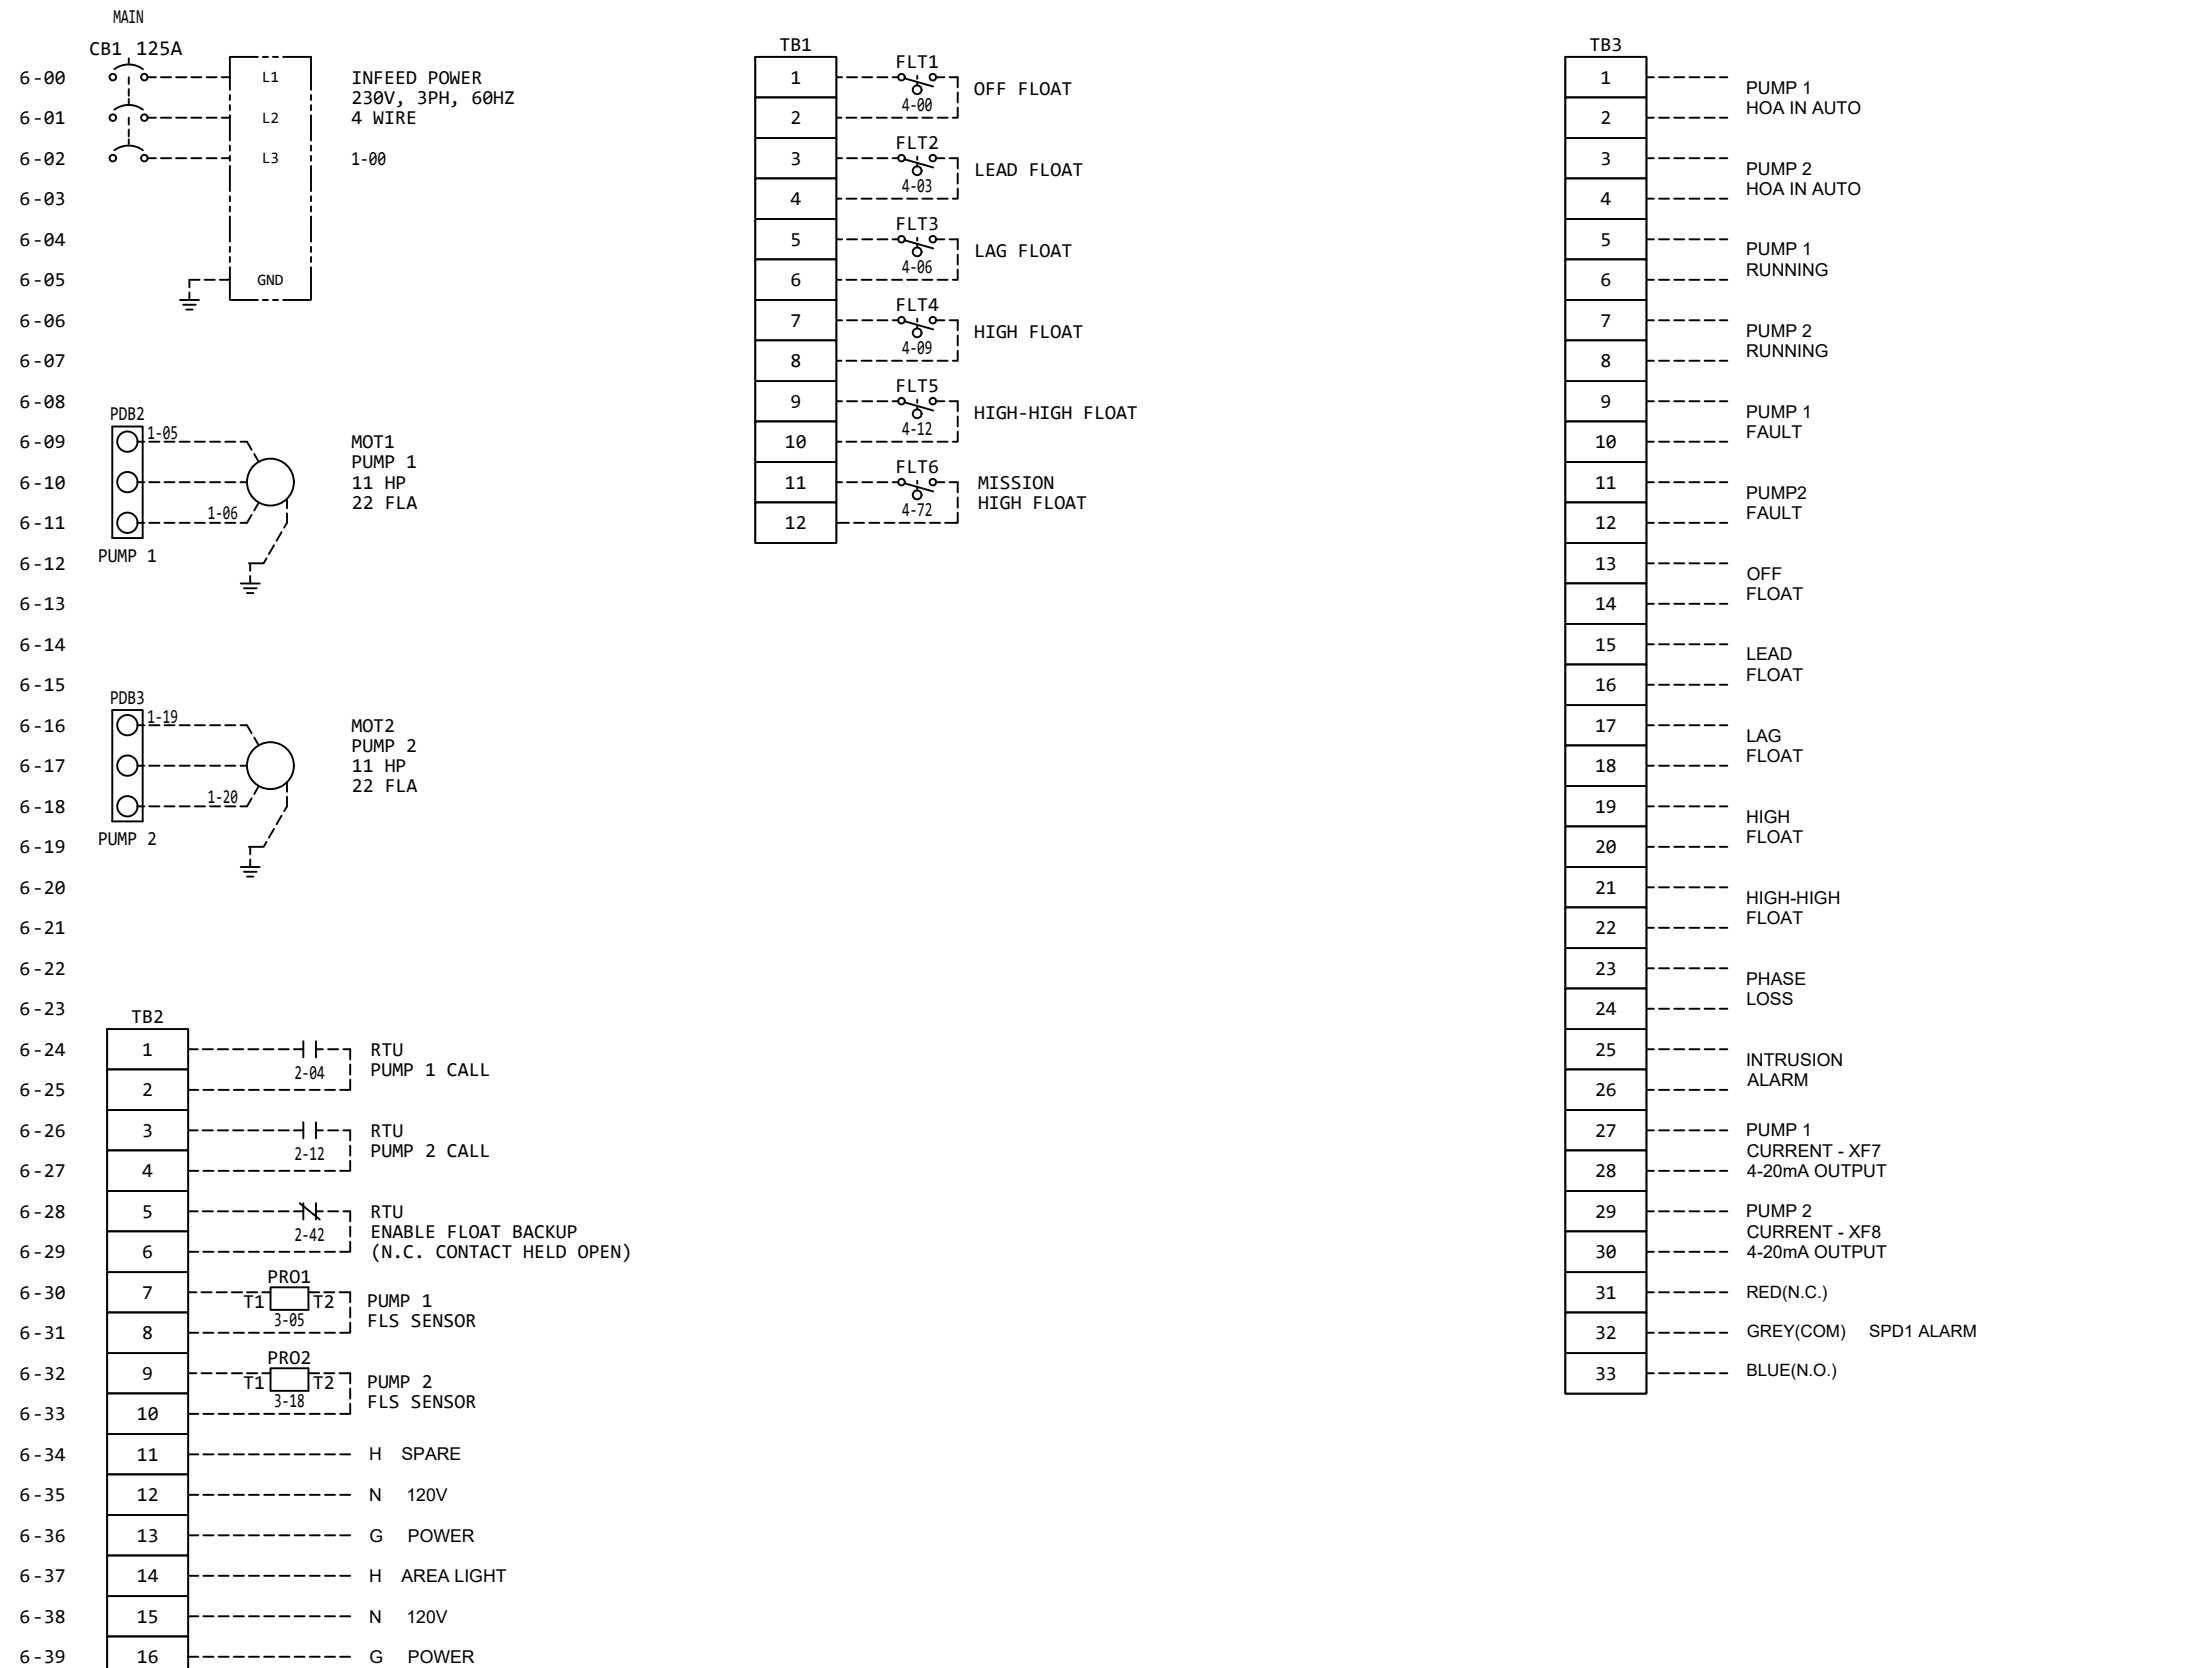 MAIN
CB1 125A
6-00
L1
INFEED POWER
230V, 3PH, 60HZ
6-01
L2
4 WIRE
6-02
L3
1-00
6-03
6-04
6-05
GND
6-06
6-07
6-08
PDB2
6-09
1-05
MOT1
PUMP 1
6-10
11 HP
22 FLA
6-11
1-06
PUMP 1
6-12
6-13
6-14
6-15
PDB3
6-16
1-19
MOT2
PUMP 2
6-17
11 HP
22 FLA
6-18
1-20
PUMP 2
6-19
6-20
6-21
6-22
6-23
TB2
6-24
1
RTU
2-04
PUMP 1 CALL
6-25
2
6-26
3
RTU
2-12
PUMP 2 CALL
6-27
4
6-28
5
RTU
2-42
ENABLE FLOAT BACKUP
6-29
6
(N.C. CONTACT HELD OPEN)
PRO1
6-30
7
T1
T2
PUMP 1
3-05
FLS SENSOR
6-31
8
PRO2
6-32
9
T1
T2
PUMP 2
3-18
FLS SENSOR
6-33
10
6-34
11
H SPARE
6-35
12
N 120V
6-36
13
G POWER
6-37
14
H AREA LIGHT
6-38
15
N 120V
6-39
16
G POWER
TB1
FLT1
1
OFF FLOAT
4-00
2
FLT2
3
LEAD FLOAT
4-03
4
FLT3
5
LAG FLOAT
4-06
6
FLT4
7
HIGH FLOAT
4-09
8
FLT5
9
HIGH-HIGH FLOAT
4-12
10
FLT6
11
MISSION
HIGH FLOAT
4-72
12
TB3
1
PUMP 1
HOA IN AUTO
2
3
PUMP 2
HOA IN AUTO
4
5
PUMP 1
RUNNING
6
7
PUMP 2
RUNNING
8
9
PUMP 1
FAULT
10
11
PUMP2
FAULT
12
13
OFF
FLOAT
14
15
LEAD
FLOAT
16
17
LAG
FLOAT
18
19
HIGH
FLOAT
20
21
HIGH-HIGH
FLOAT
22
23
PHASE
LOSS
24
25
INTRUSION
ALARM
26
27
PUMP 1
CURRENT - XF7
28
4-20mA OUTPUT
29
PUMP 2
CURRENT - XF8
30
4-20mA OUTPUT
31
RED(N.C.)
32
GREY(COM) SPD1 ALARM
33
BLUE(N.O.)